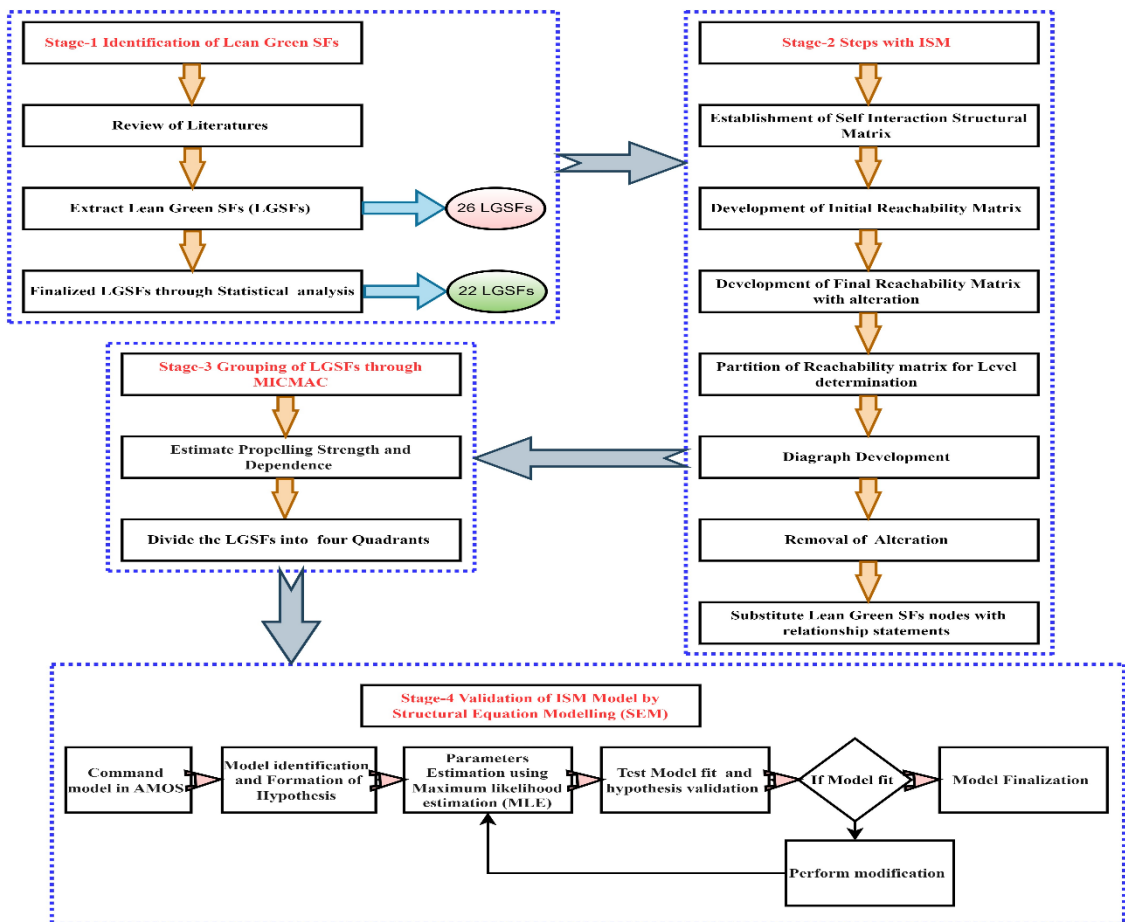 Stage-1 Identification of Lean Green SFs
Review of Literatures
Extract Lean Green SFs (LGSFs)
26 LGSFs
Finalized LGSFs through Statistical analysis
22 LGSFs
Stage-2 Steps with ISM
Establishment of Self Interaction Structural
Matrix
Development of Initial Reachability Matrix
Development of Final Reachability Matrix
with alteration
Partition of Reachability matrix for Level
determination
Diagraph Development
Removal of Alteration
Substitute Lean Green SFs nodes with
relationship statements
Stage-3 Grouping of LGSFs through
MICMAC
Estimate Propelling Strength and
Dependence
Divide the LGSFs into four Quadrants
Stage-4 Validation of ISM Model by
Structural Equation Modelling (SEM)
Command
model in AMOS
Model identification
and Formation of
Hypothesis
Parameters
Estimation using
Maximum likelihood
estimation (MLE)
Test Model fit and
hypothesis validation
If Model fit
Model Finalization
Perform modification